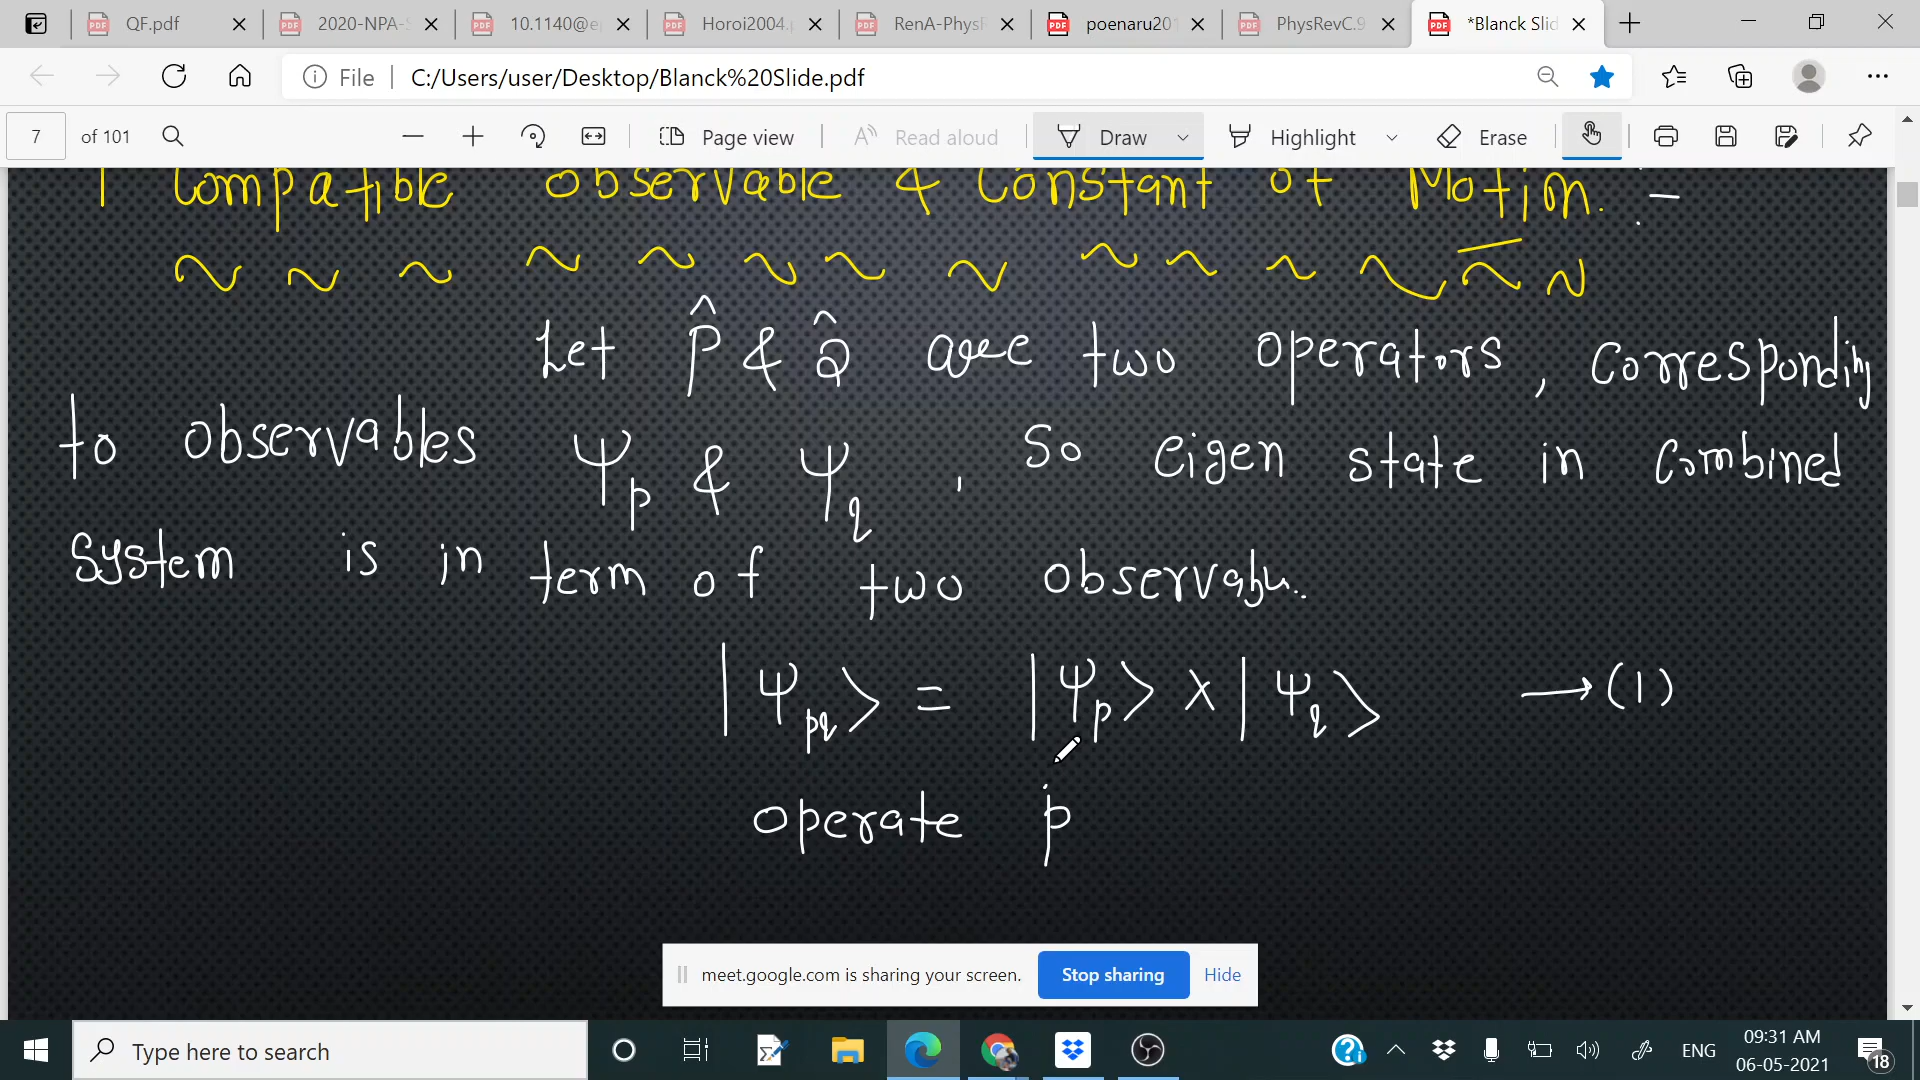 QF.pdf
2020-NPA-S
10.1140@e
Horoi2004.
RenA-PhysR
poenaru201
PhysRevC.9
*Blanck Slid
File
C:/Users/user/Desktop/Blanck%20Slide.pdf
7 of 101
Page view
Read aloud
Draw
Highlight
Erase
Compatible Observable & Constant of Motion. :-
Let P̂ & Q̂ are two operators, corresponding
to observables Ψp & Ψq, So eigen state in combined
System is in term of two
|Ψpq> = |Ψp> X |Ψq> → (1)
operate p
meet.google.com is sharing your screen.
Stop sharing
Hide
Type here to search
ENG
09:31 AM
06-05-2021
18